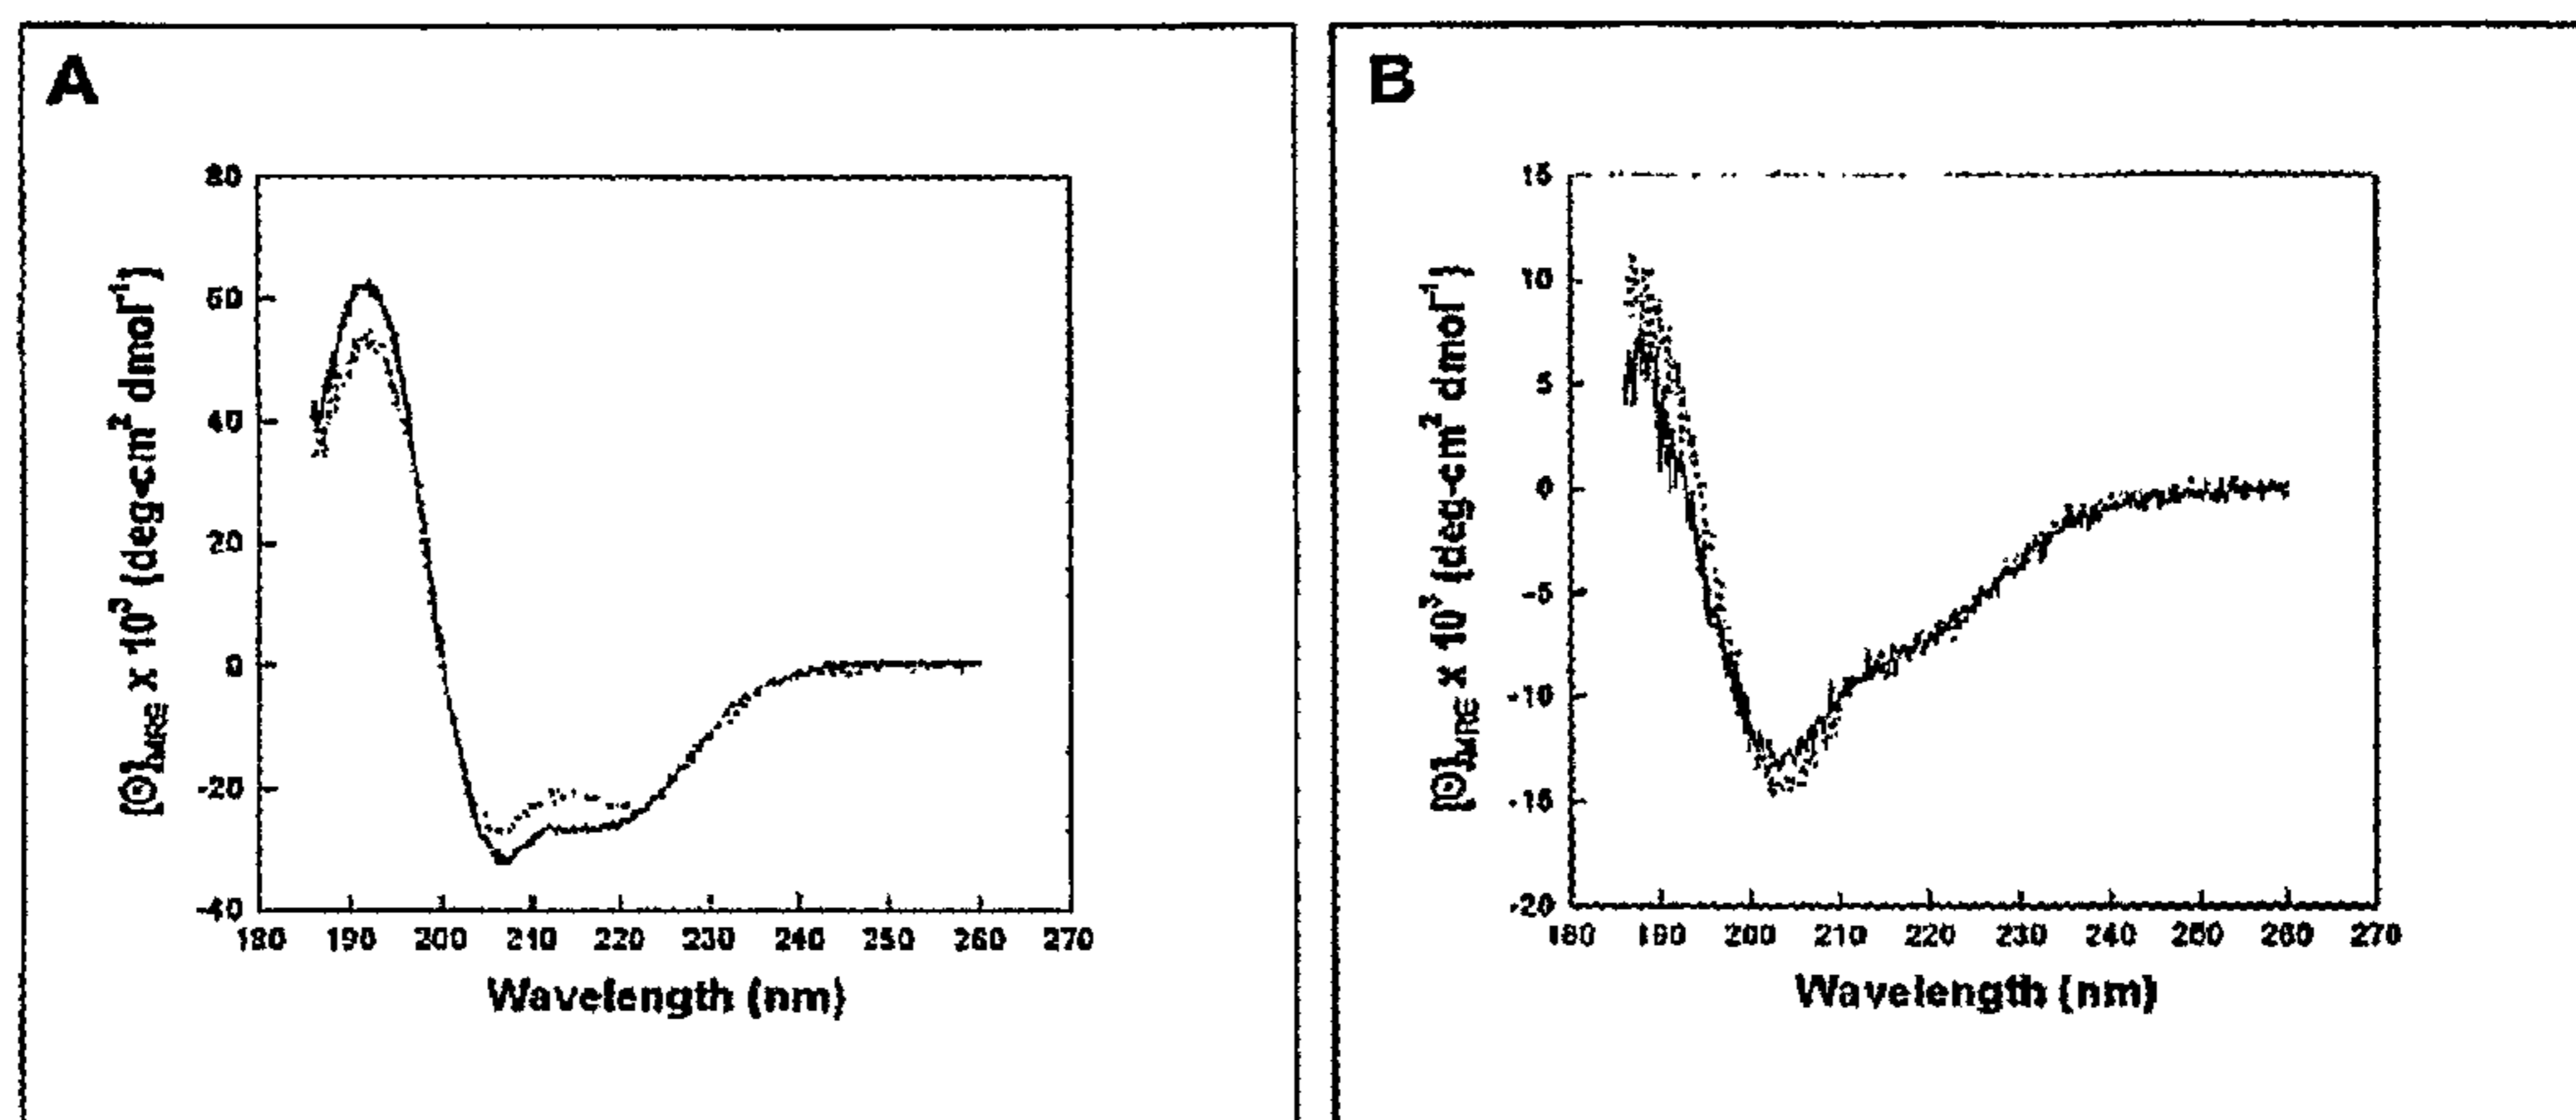 A
[Θ]MRE x 10³ (deg-cm² dmol⁻¹)
80
60
40
20
0
-20
-40
180 190 200 210 220 230 240 250 260 270
Wavelength (nm)
B
[Θ]MRE x 10³ (deg-cm² dmol⁻¹)
15
10
5
0
-5
-10
-15
-20
180 190 200 210 220 230 240 250 260 270
Wavelength (nm)